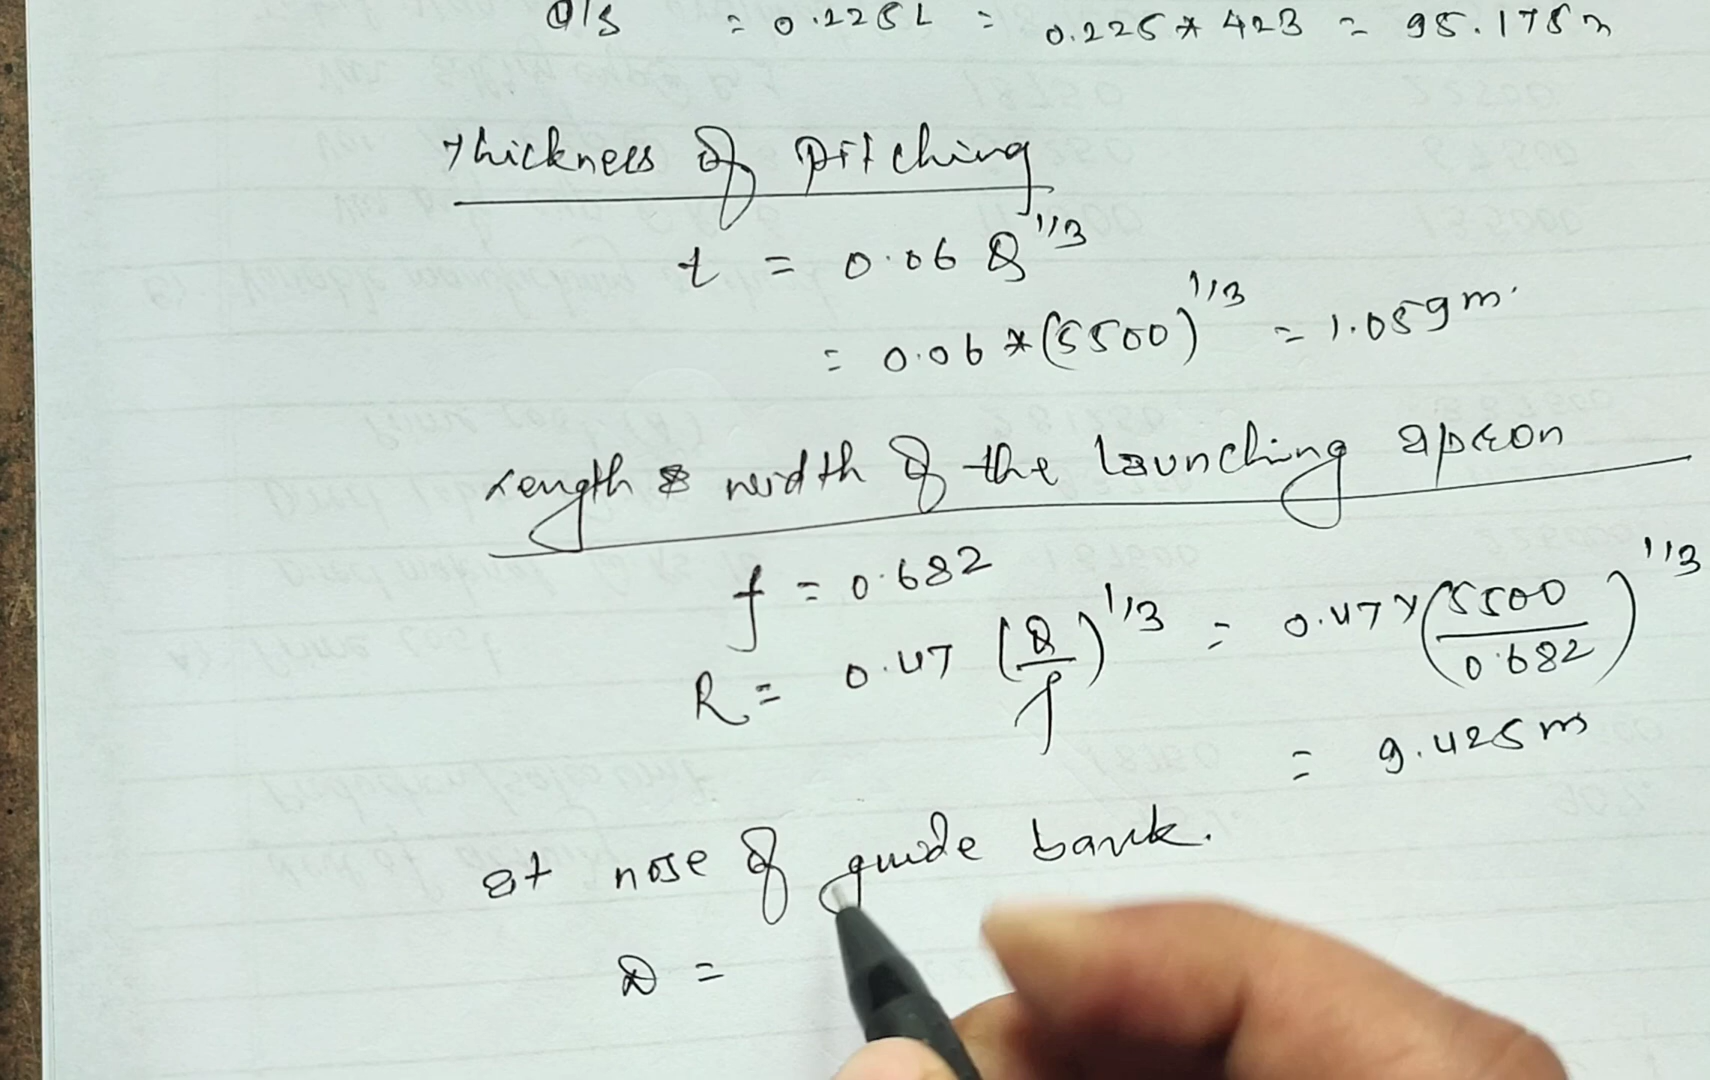 D/S = 0.225L = 0.225 * 423 = 95.175m
Thickness of pitching
t = 0.06 Q^1/3
= 0.06 * (5500)^1/3 = 1.059m.
Length & width of the launching apron
f = 0.682
R = 0.47 (Q/f)^1/3 = 0.47 × (5500/0.682)^1/3
= 9.425m
at nose of guide bank.
D =